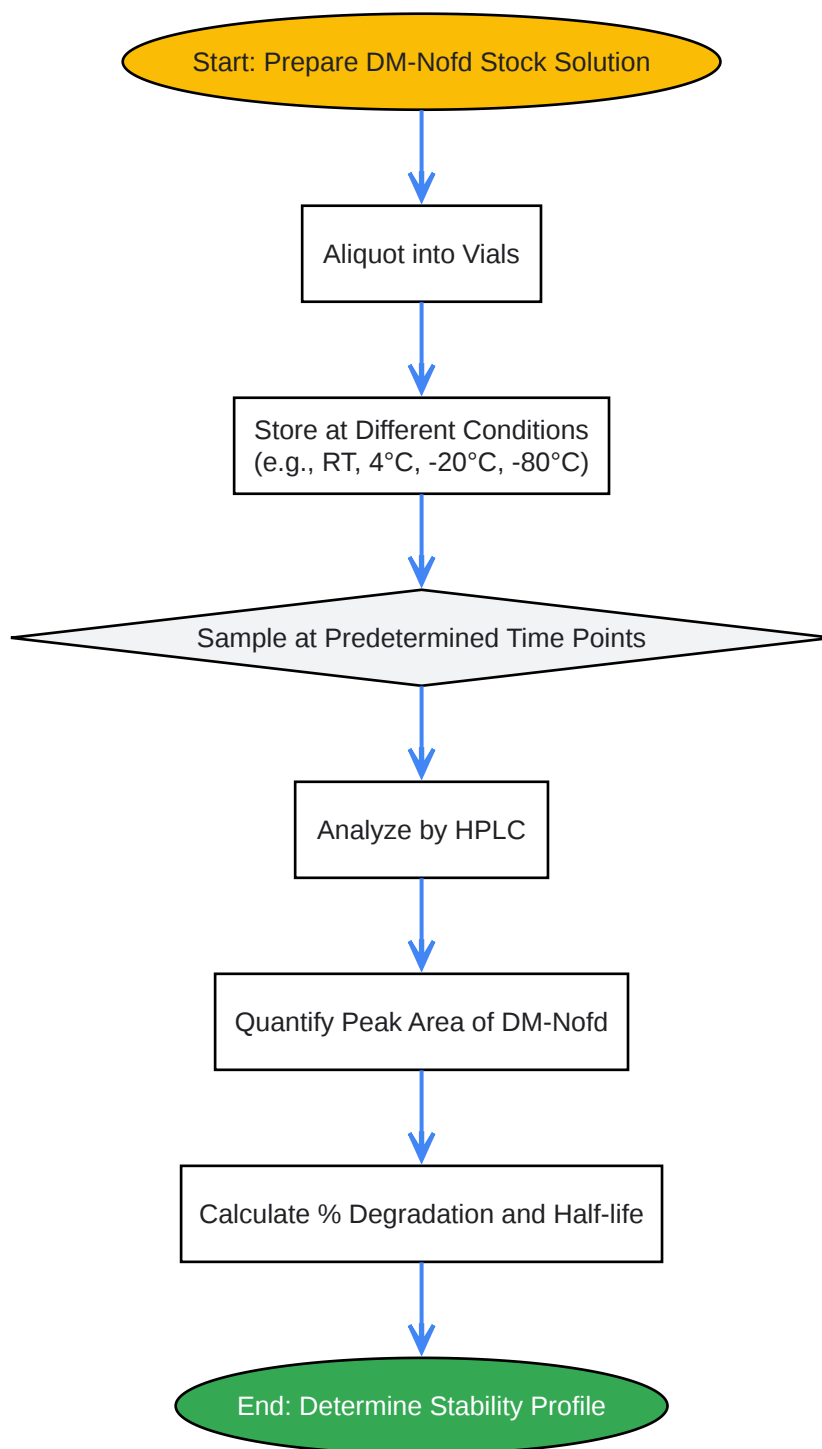 Start: Prepare DM-Nofd Stock Solution
Aliquot into Vials
Store at Different Conditions
(e.g., RT, 4°C, -20°C, -80°C)
Sample at Predetermined Time Points
Analyze by HPLC
Quantify Peak Area of DM-Nofd
Calculate % Degradation and Half-life
End: Determine Stability Profile